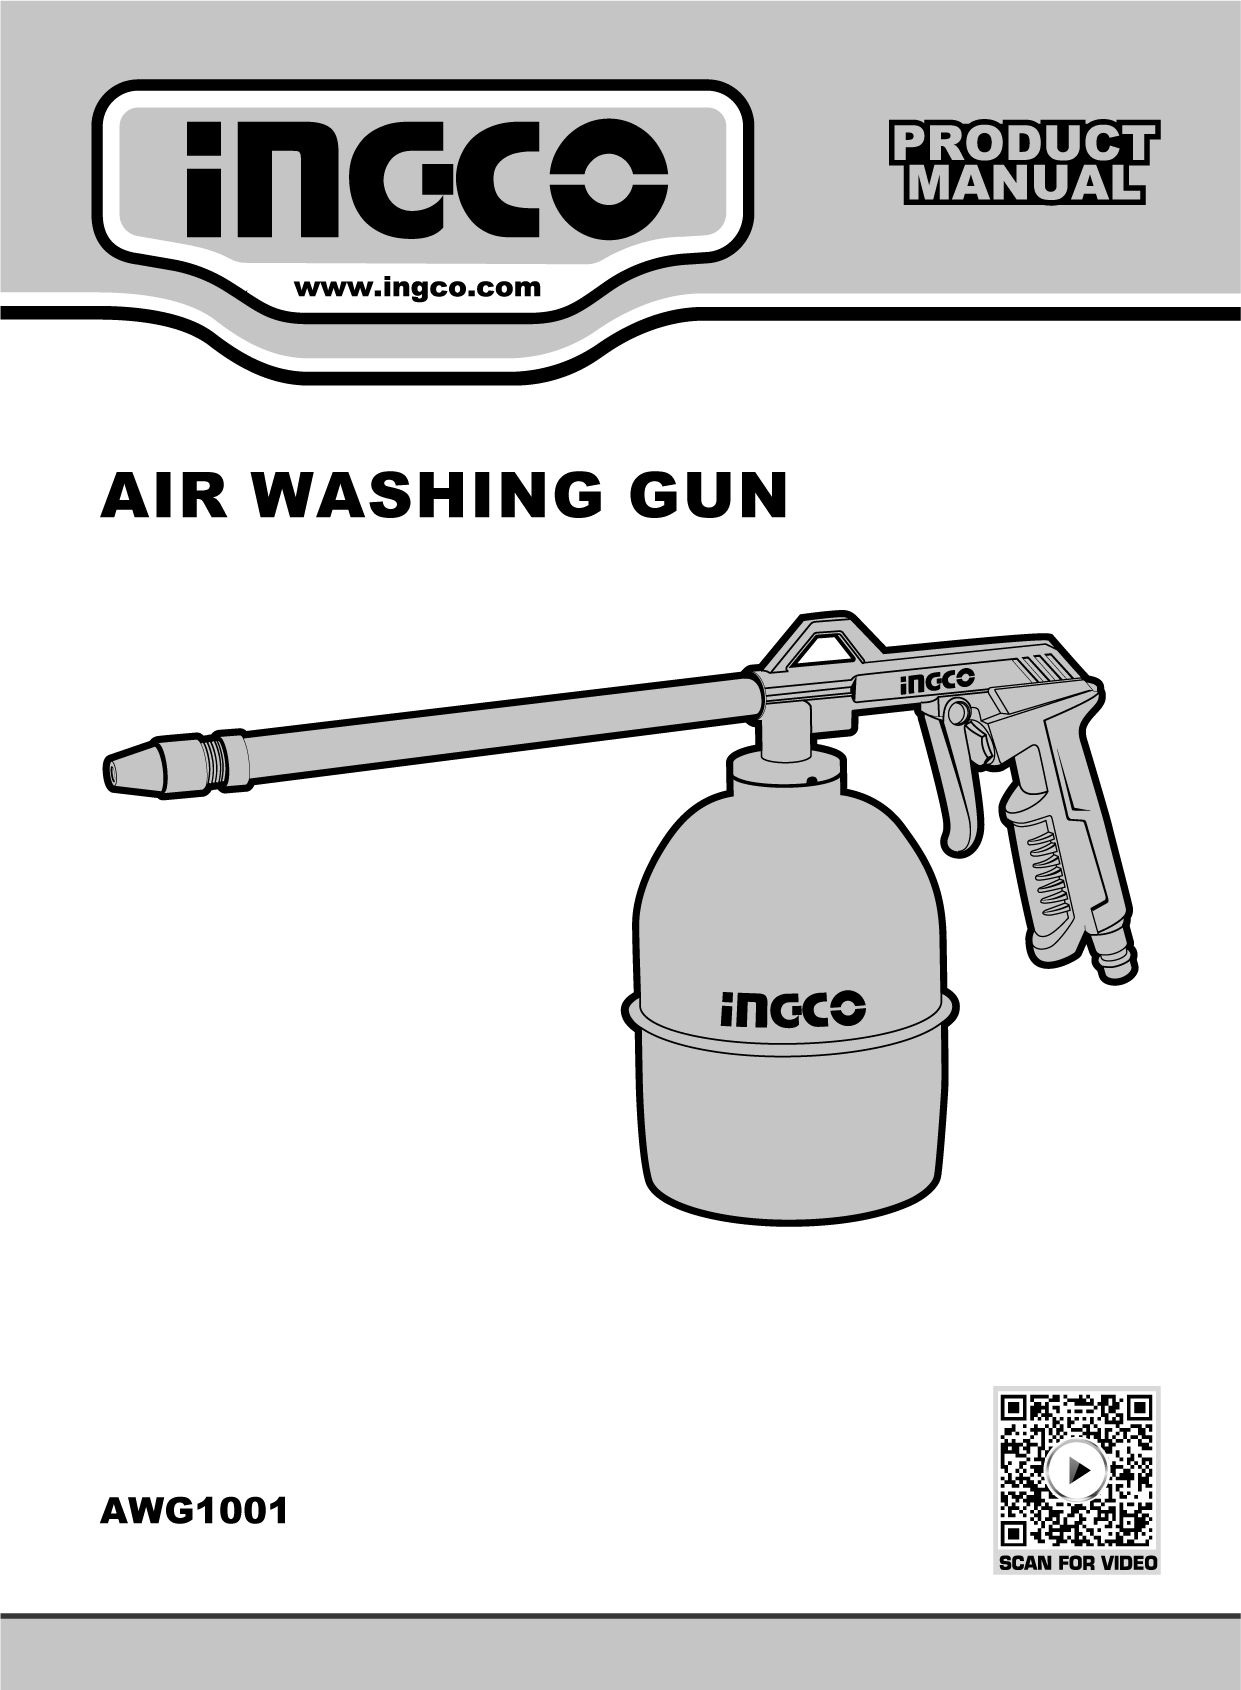 iNGCO
www.ingco.com
PRODUCT
MANUAL
AIR WASHING GUN
iNGCO
iNGCO
AWG1001
SCAN FOR VIDEO